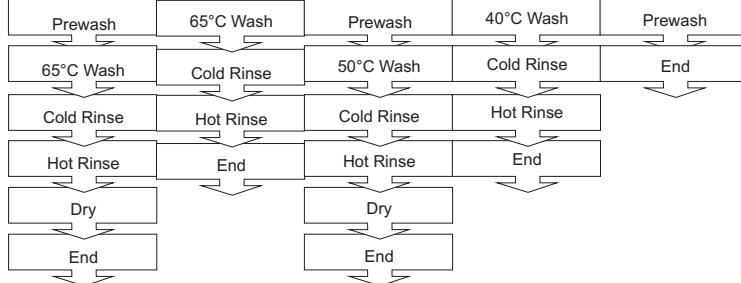 Prewash
65°C Wash
Cold Rinse
Hot Rinse
Dry
End
65°C Wash
Cold Rinse
Hot Rinse
End
Prewash
50°C Wash
Cold Rinse
Hot Rinse
Dry
End
40°C Wash
Cold Rinse
Hot Rinse
End
Prewash
End